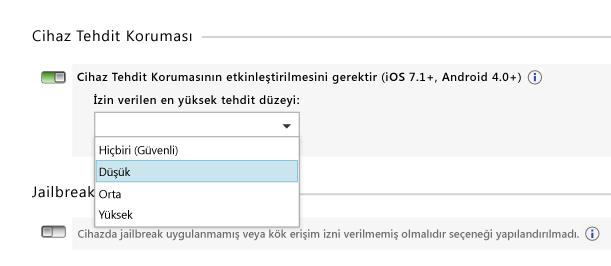 Cihaz Tehdit Koruması
Cihaz Tehdit Korumasının etkinleştirilmesini gerektir (iOS 7.1+, Android 4.0+)
İzin verilen en yüksek tehdit düzeyi:
Hiçbiri (Güvenli)
Düşük
Jailbreak
Orta
Yüksek
Cihazda jailbreak uygulanmamış veya kök erişim izni verilmemiş olmalıdır seçeneği yapılandırılmadı.